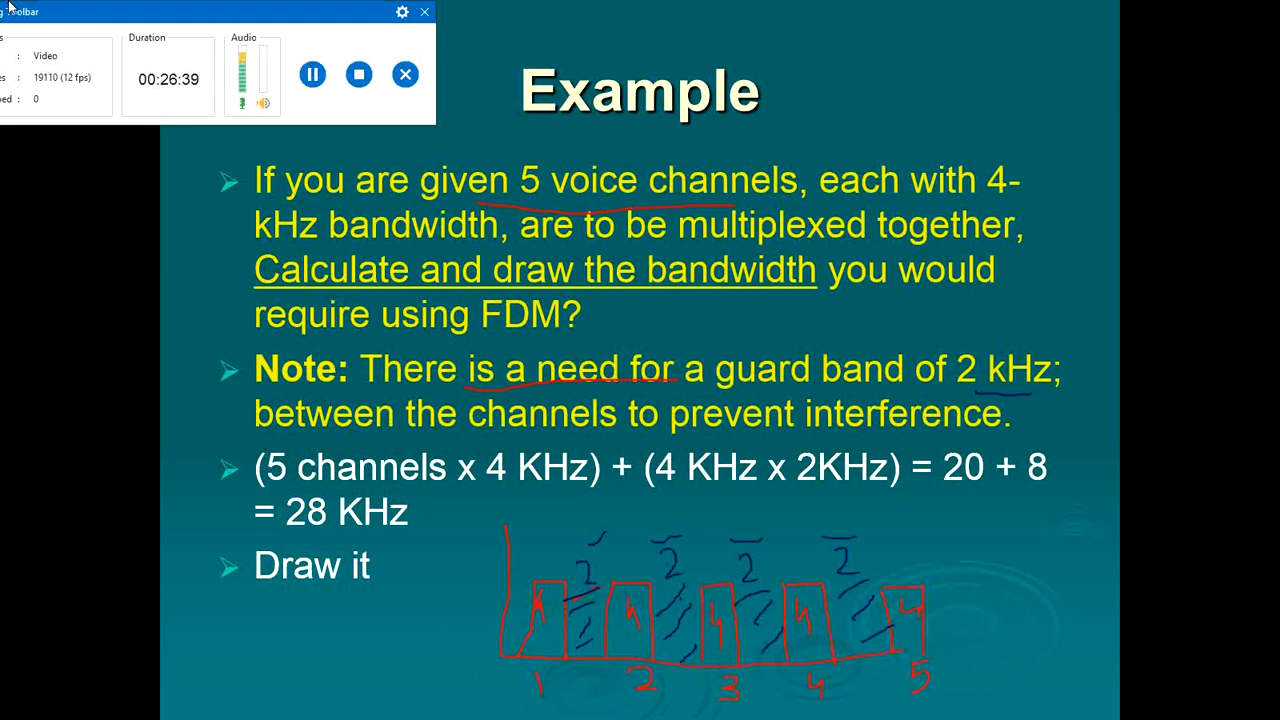 g Toolbar
s
Duration
Audio
: Video
es : 19110 (12 fps)
ped : 0
00:26:39
Example
If you are given 5 voice channels, each with 4-
kHz bandwidth, are to be multiplexed together,
Calculate and draw the bandwidth you would
require using FDM?
Note: There is a need for a guard band of 2 kHz;
between the channels to prevent interference.
(5 channels x 4 KHz) + (4 KHz x 2KHz) = 20 + 8
= 28 KHz
Draw it
2 2 2 2
4 4 4 4 4
1 2 3 4 5